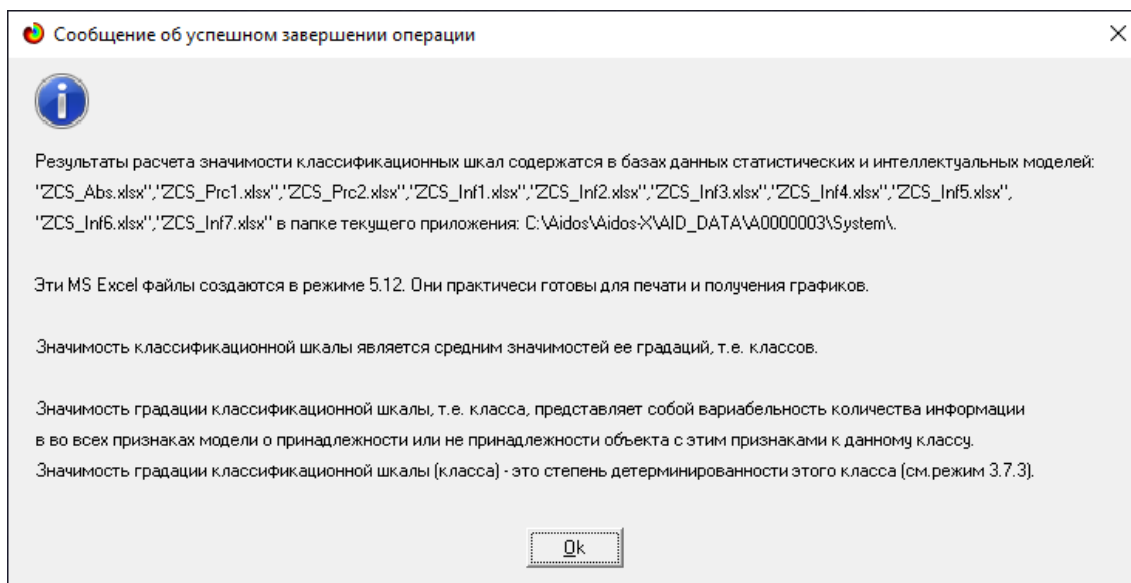 Сообщение об успешном завершении операции
Результаты расчета значимости классификационных шкал содержатся в базах данных статистических и интеллектуальных моделей:
"ZCS_Abs.xlsx","ZCS_Prc1.xlsx","ZCS_Prc2.xlsx","ZCS_Inf1.xlsx","ZCS_Inf2.xlsx","ZCS_Inf3.xlsx","ZCS_Inf4.xlsx","ZCS_Inf5.xlsx",
"ZCS_Inf6.xlsx","ZCS_Inf7.xlsx" в папке текущего приложения: C:\Aidos\Aidos-X\AID_DATA\A0000003\System\.
Эти MS Excel файлы создаются в режиме 5.12. Они практичеси готовы для печати и получения графиков.
Значимость классификационной шкалы является средним значимостей ее градаций, т.е. классов.
Значимость градации классификационной шкалы, т.е. класса, представляет собой вариабельность количества информации
в во всех признаках модели о принадлежности или не принадлежности объекта с этим признаками к данному классу.
Значимость градации классификационной шкалы (класса) - это степень детерминированности этого класса (см.режим 3.7.3).
Ok